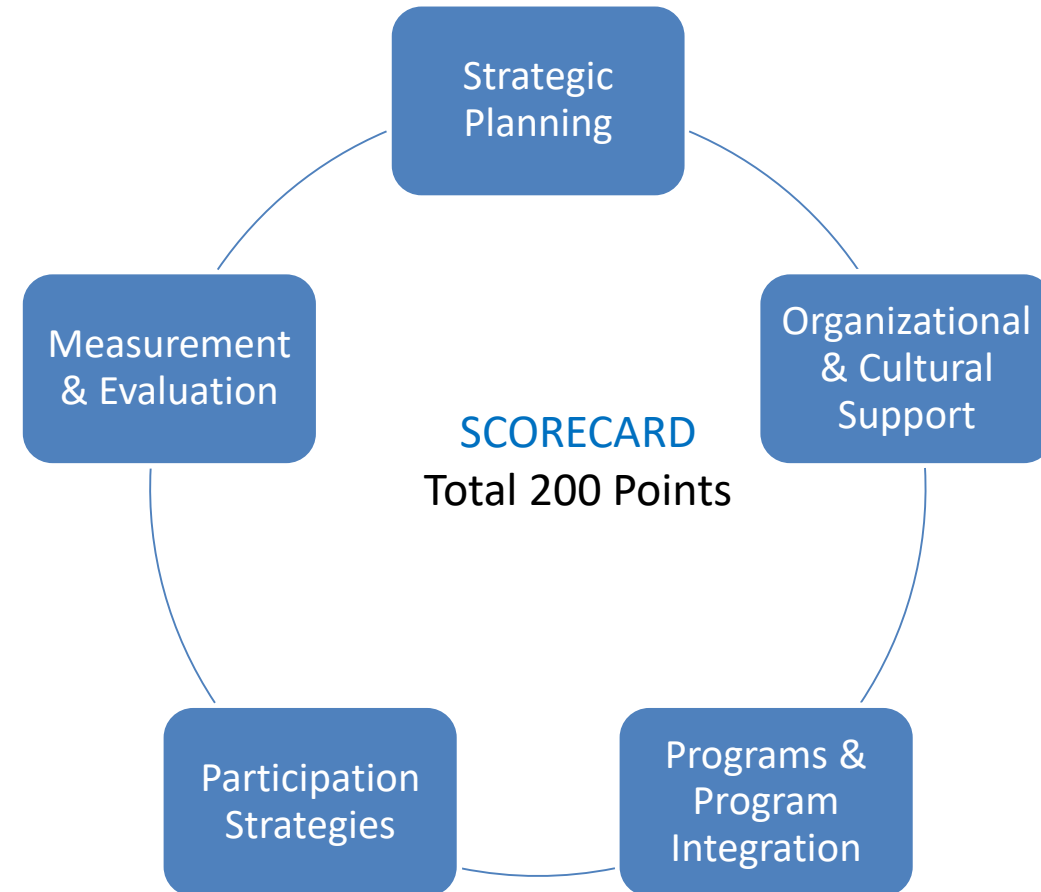 Strategic
Planning
Organizational
& Cultural
Support
Programs &
Program
Integration
Participation
Strategies
Measurement
& Evaluation
SCORECARD
Total 200 Points